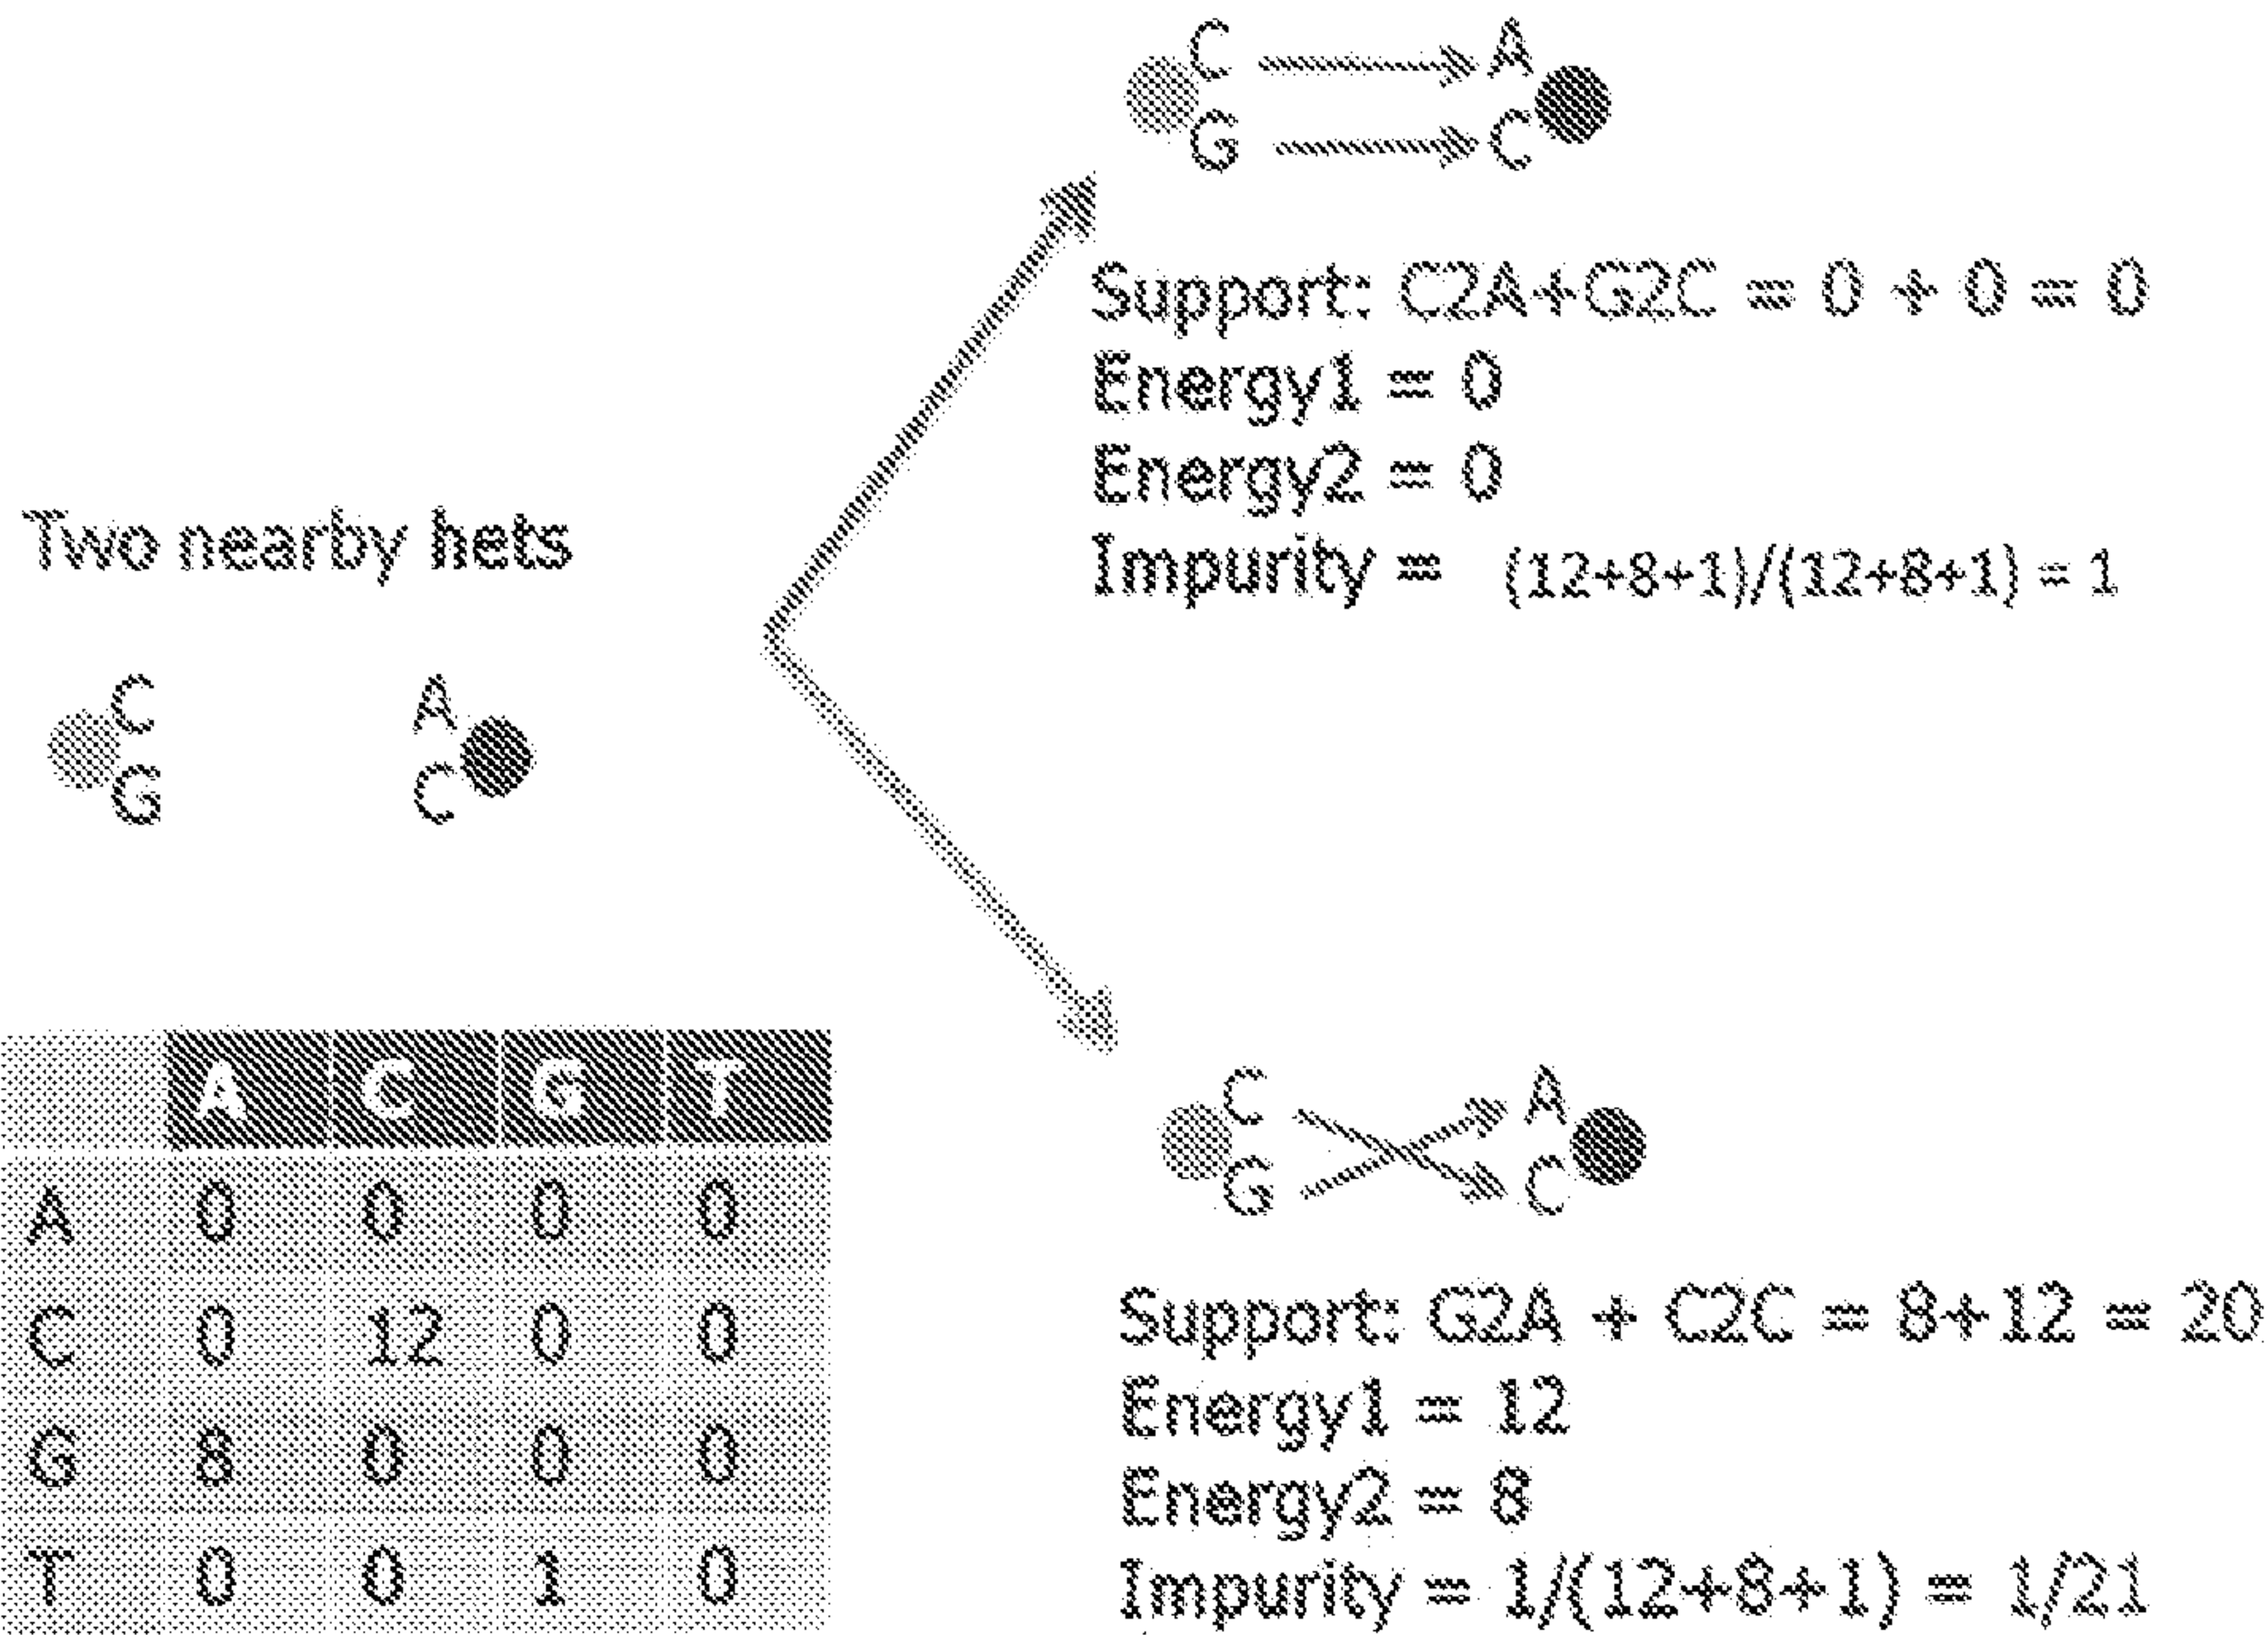 C A
G C
Support: C2A+G2C = 0 + 0 = 0
Energy1 = 0
Energy2 = 0
Impurity = (12+8+1)/(12+8+1) = 1
Two nearby hets
C A
G C
A C G T
A 0 0 0 0
C 0 12 0 0
G 8 0 0 0
T 0 0 1 0
C A
G C
Support: G2A + C2C = 8+12 = 20
Energy1 = 12
Energy2 = 8
Impurity = 1/(12+8+1) = 1/21